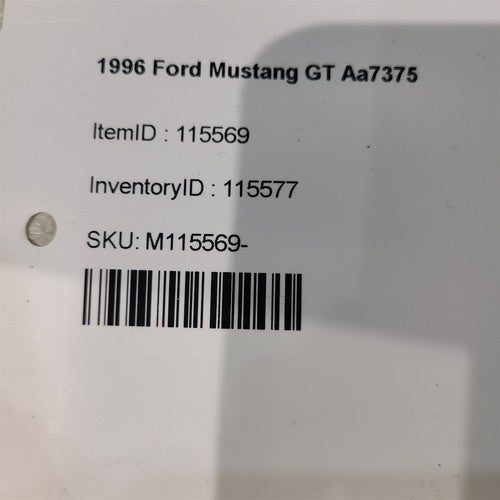 1996 Ford Mustang GT Aa7375
ItemID : 115569
InventoryID : 115577
SKU: M115569-